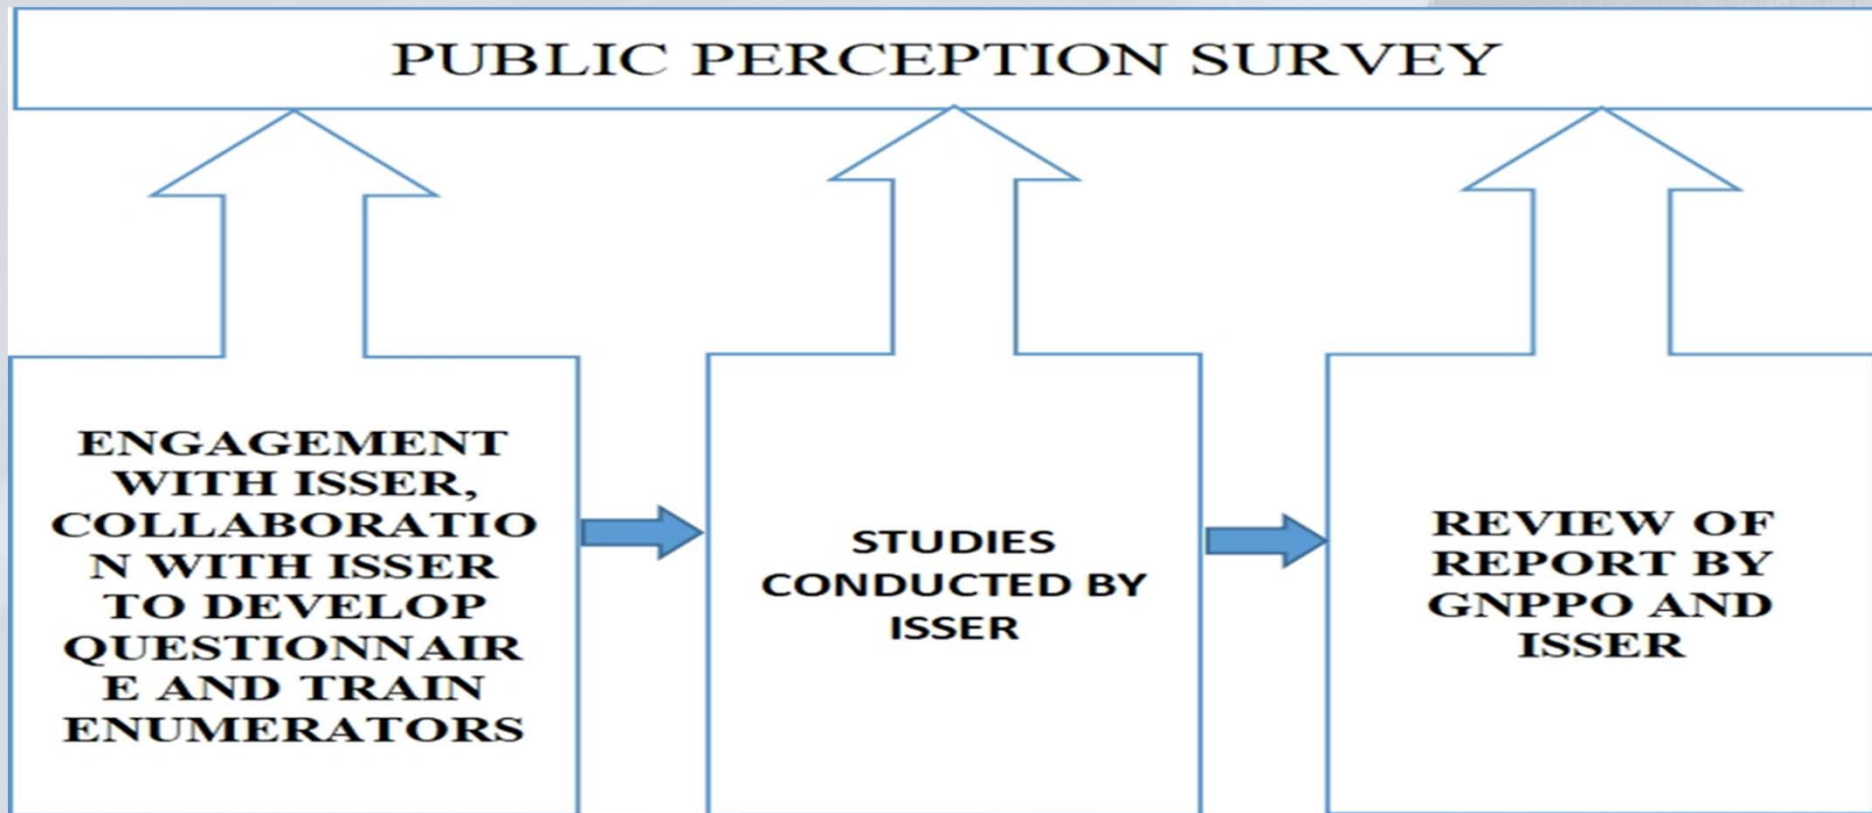 PUBLIC PERCEPTION SURVEY
ENGAGEMENT
WITH ISSER,
COLLABORATIO
N WITH ISSER
TO DEVELOP
QUESTIONNAIR
E AND TRAIN
ENUMERATORS
STUDIES
CONDUCTED BY
ISSER
REVIEW OF
REPORT BY
GNPPO AND
ISSER